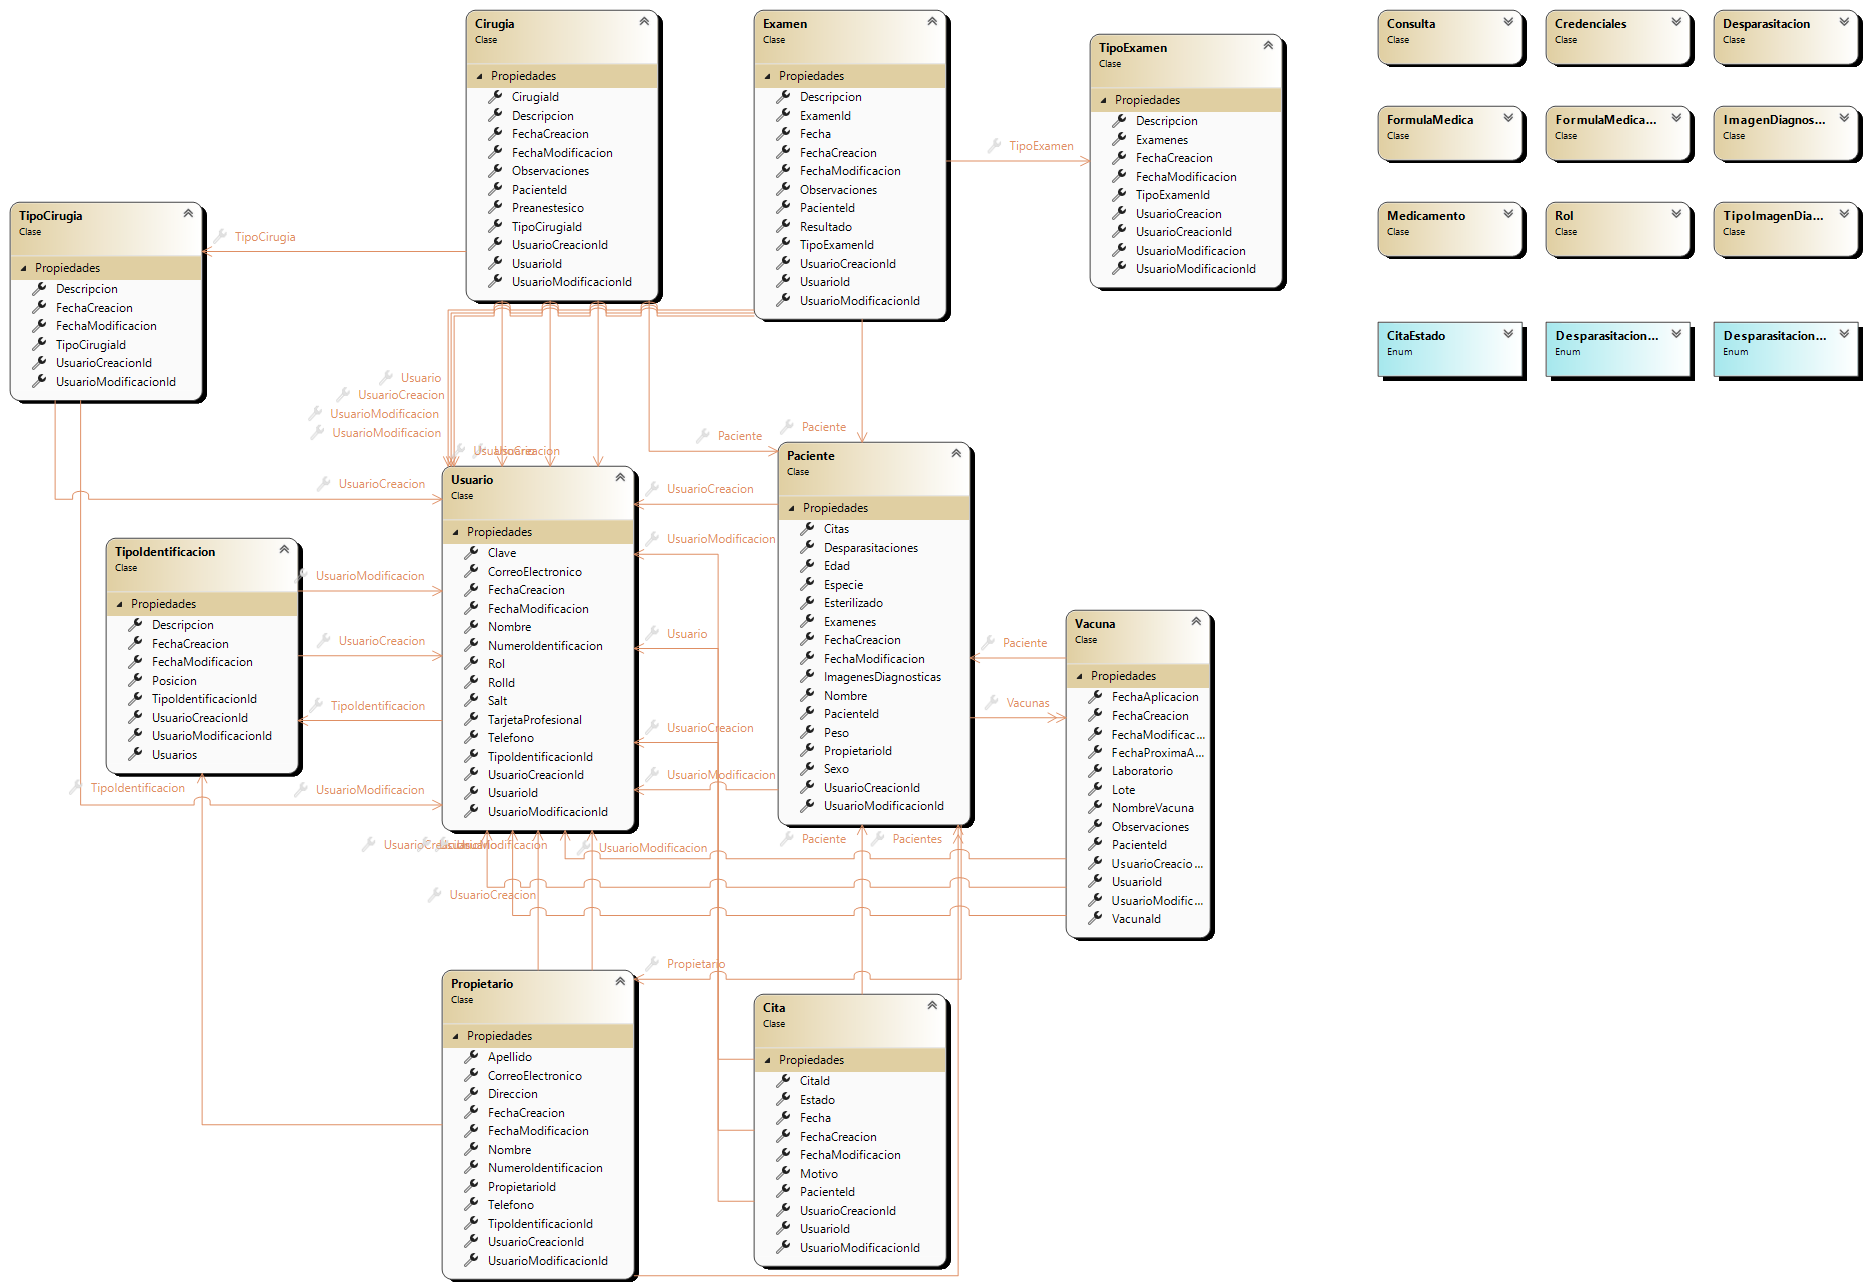 Cirugia
Clase
Propiedades
CirugiaId
Descripcion
FechaCreacion
FechaModificacion
Observaciones
PacienteId
Preanestesico
TipoCirugiaId
UsuarioCreacionId
UsuarioId
UsuarioModificacionId
Examen
Clase
Propiedades
Descripcion
ExamenId
Fecha
FechaCreacion
FechaModificacion
Observaciones
PacienteId
Resultado
TipoExamenId
UsuarioCreacionId
UsuarioId
UsuarioModificacionId
TipoExamen
TipoExamen
Clase
Propiedades
Descripcion
Examenes
FechaCreacion
FechaModificacion
TipoExamenId
UsuarioCreacion
UsuarioCreacionId
UsuarioModificacion
UsuarioModificacionId
Consulta
Clase
Credenciales
Clase
Desparasitacion
Clase
FormulaMedica
Clase
FormulaMedica...
Clase
ImagenDiagnos...
Clase
Medicamento
Clase
Rol
Clase
TipoImagenDia...
Clase
CitaEstado
Enum
Desparasitacion...
Enum
Desparasitacion...
Enum
TipoCirugia
Clase
Propiedades
Descripcion
FechaCreacion
FechaModificacion
TipoCirugiaId
UsuarioCreacionId
UsuarioModificacionId
TipoCirugia
Usuario
UsuarioCreacion
UsuarioModificacion
UsuarioModificacion
Usuario
UsuarioCreacion
Paciente
Paciente
UsuarioCreacion
Usuario
Clase
Propiedades
Clave
CorreoElectronico
FechaCreacion
FechaModificacion
Nombre
NumeroIdentificacion
Rol
RolId
Salt
TarjetaProfesional
Telefono
TipoIdentificacionId
UsuarioCreacionId
UsuarioId
UsuarioModificacionId
UsuarioCreacion
UsuarioModificacion
Usuario
UsuarioCreacion
UsuarioModificacion
Paciente
Clase
Propiedades
Citas
Desparasitaciones
Edad
Especie
Esterilizado
Examenes
FechaCreacion
FechaModificacion
ImagenesDiagnosticas
Nombre
PacienteId
Peso
PropietarioId
Sexo
UsuarioCreacionId
UsuarioModificacionId
TipoIdentificacion
Clase
Propiedades
Descripcion
FechaCreacion
FechaModificacion
Posicion
TipoIdentificacionId
UsuarioCreacionId
UsuarioModificacionId
Usuarios
UsuarioModificacion
UsuarioCreacion
TipoIdentificacion
TipoIdentificacion
UsuarioModificacion
Paciente
Vacunas
Vacuna
Clase
Propiedades
FechaAplicacion
FechaCreacion
FechaModificac...
FechaProximaA...
Laboratorio
Lote
NombreVacuna
Observaciones
PacienteId
UsuarioCreacio...
UsuarioId
UsuarioModific...
VacunaId
UsuarioModificacion
UsuarioModificacion
Paciente
Pacientes
UsuarioCreacion
Propietario
Propietario
Clase
Propiedades
Apellido
CorreoElectronico
Direccion
FechaCreacion
FechaModificacion
Nombre
NumeroIdentificacion
PropietarioId
Telefono
TipoIdentificacionId
UsuarioCreacionId
UsuarioModificacionId
Cita
Clase
Propiedades
CitaId
Estado
Fecha
FechaCreacion
FechaModificacion
Motivo
PacienteId
UsuarioCreacionId
UsuarioId
UsuarioModificacionId